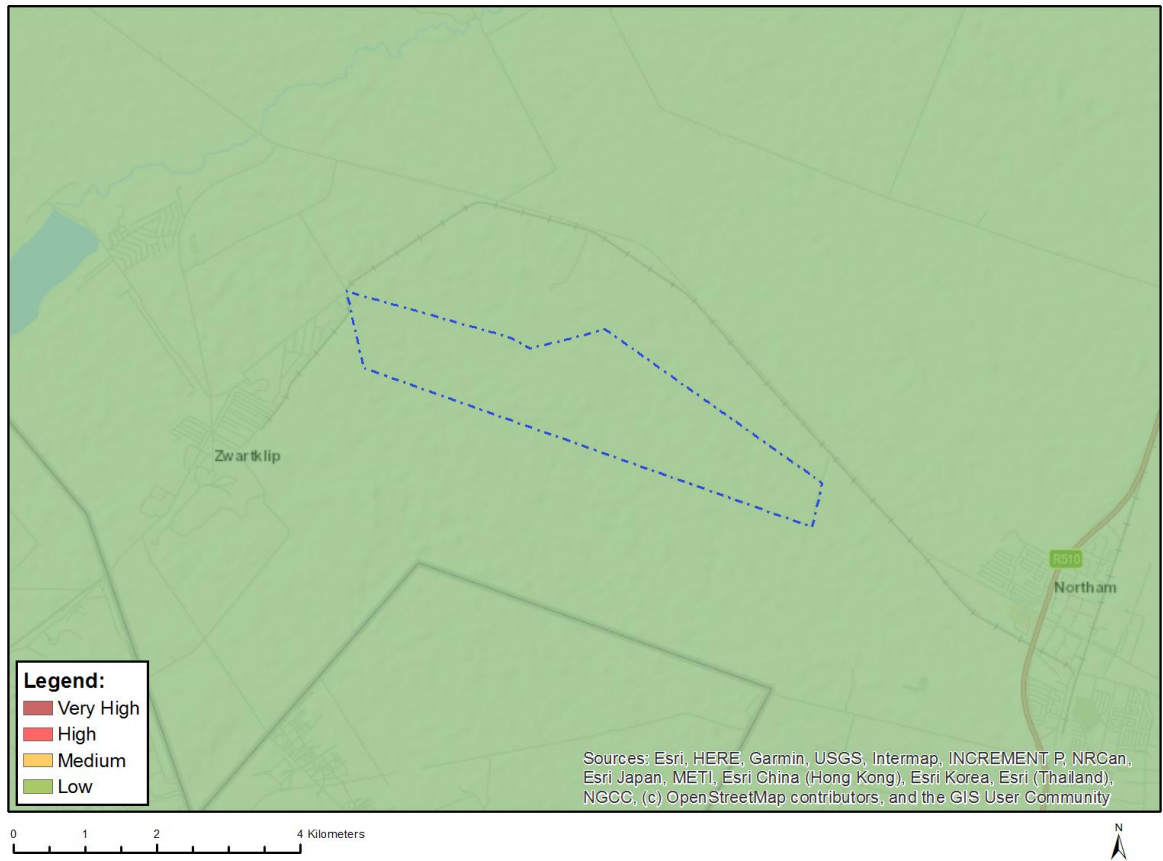 Zwartklip
R510
Northam
Legend:
Very High
High
Medium
Low
Sources: Esri, HERE, Garmin, USGS, Intermap, INCREMENT P, NRCan,
Esri Japan, METI, Esri China (Hong Kong), Esri Korea, Esri (Thailand),
NGCC, (c) OpenStreetMap contributors, and the GIS User Community
0 1 2 4 Kilometers
N